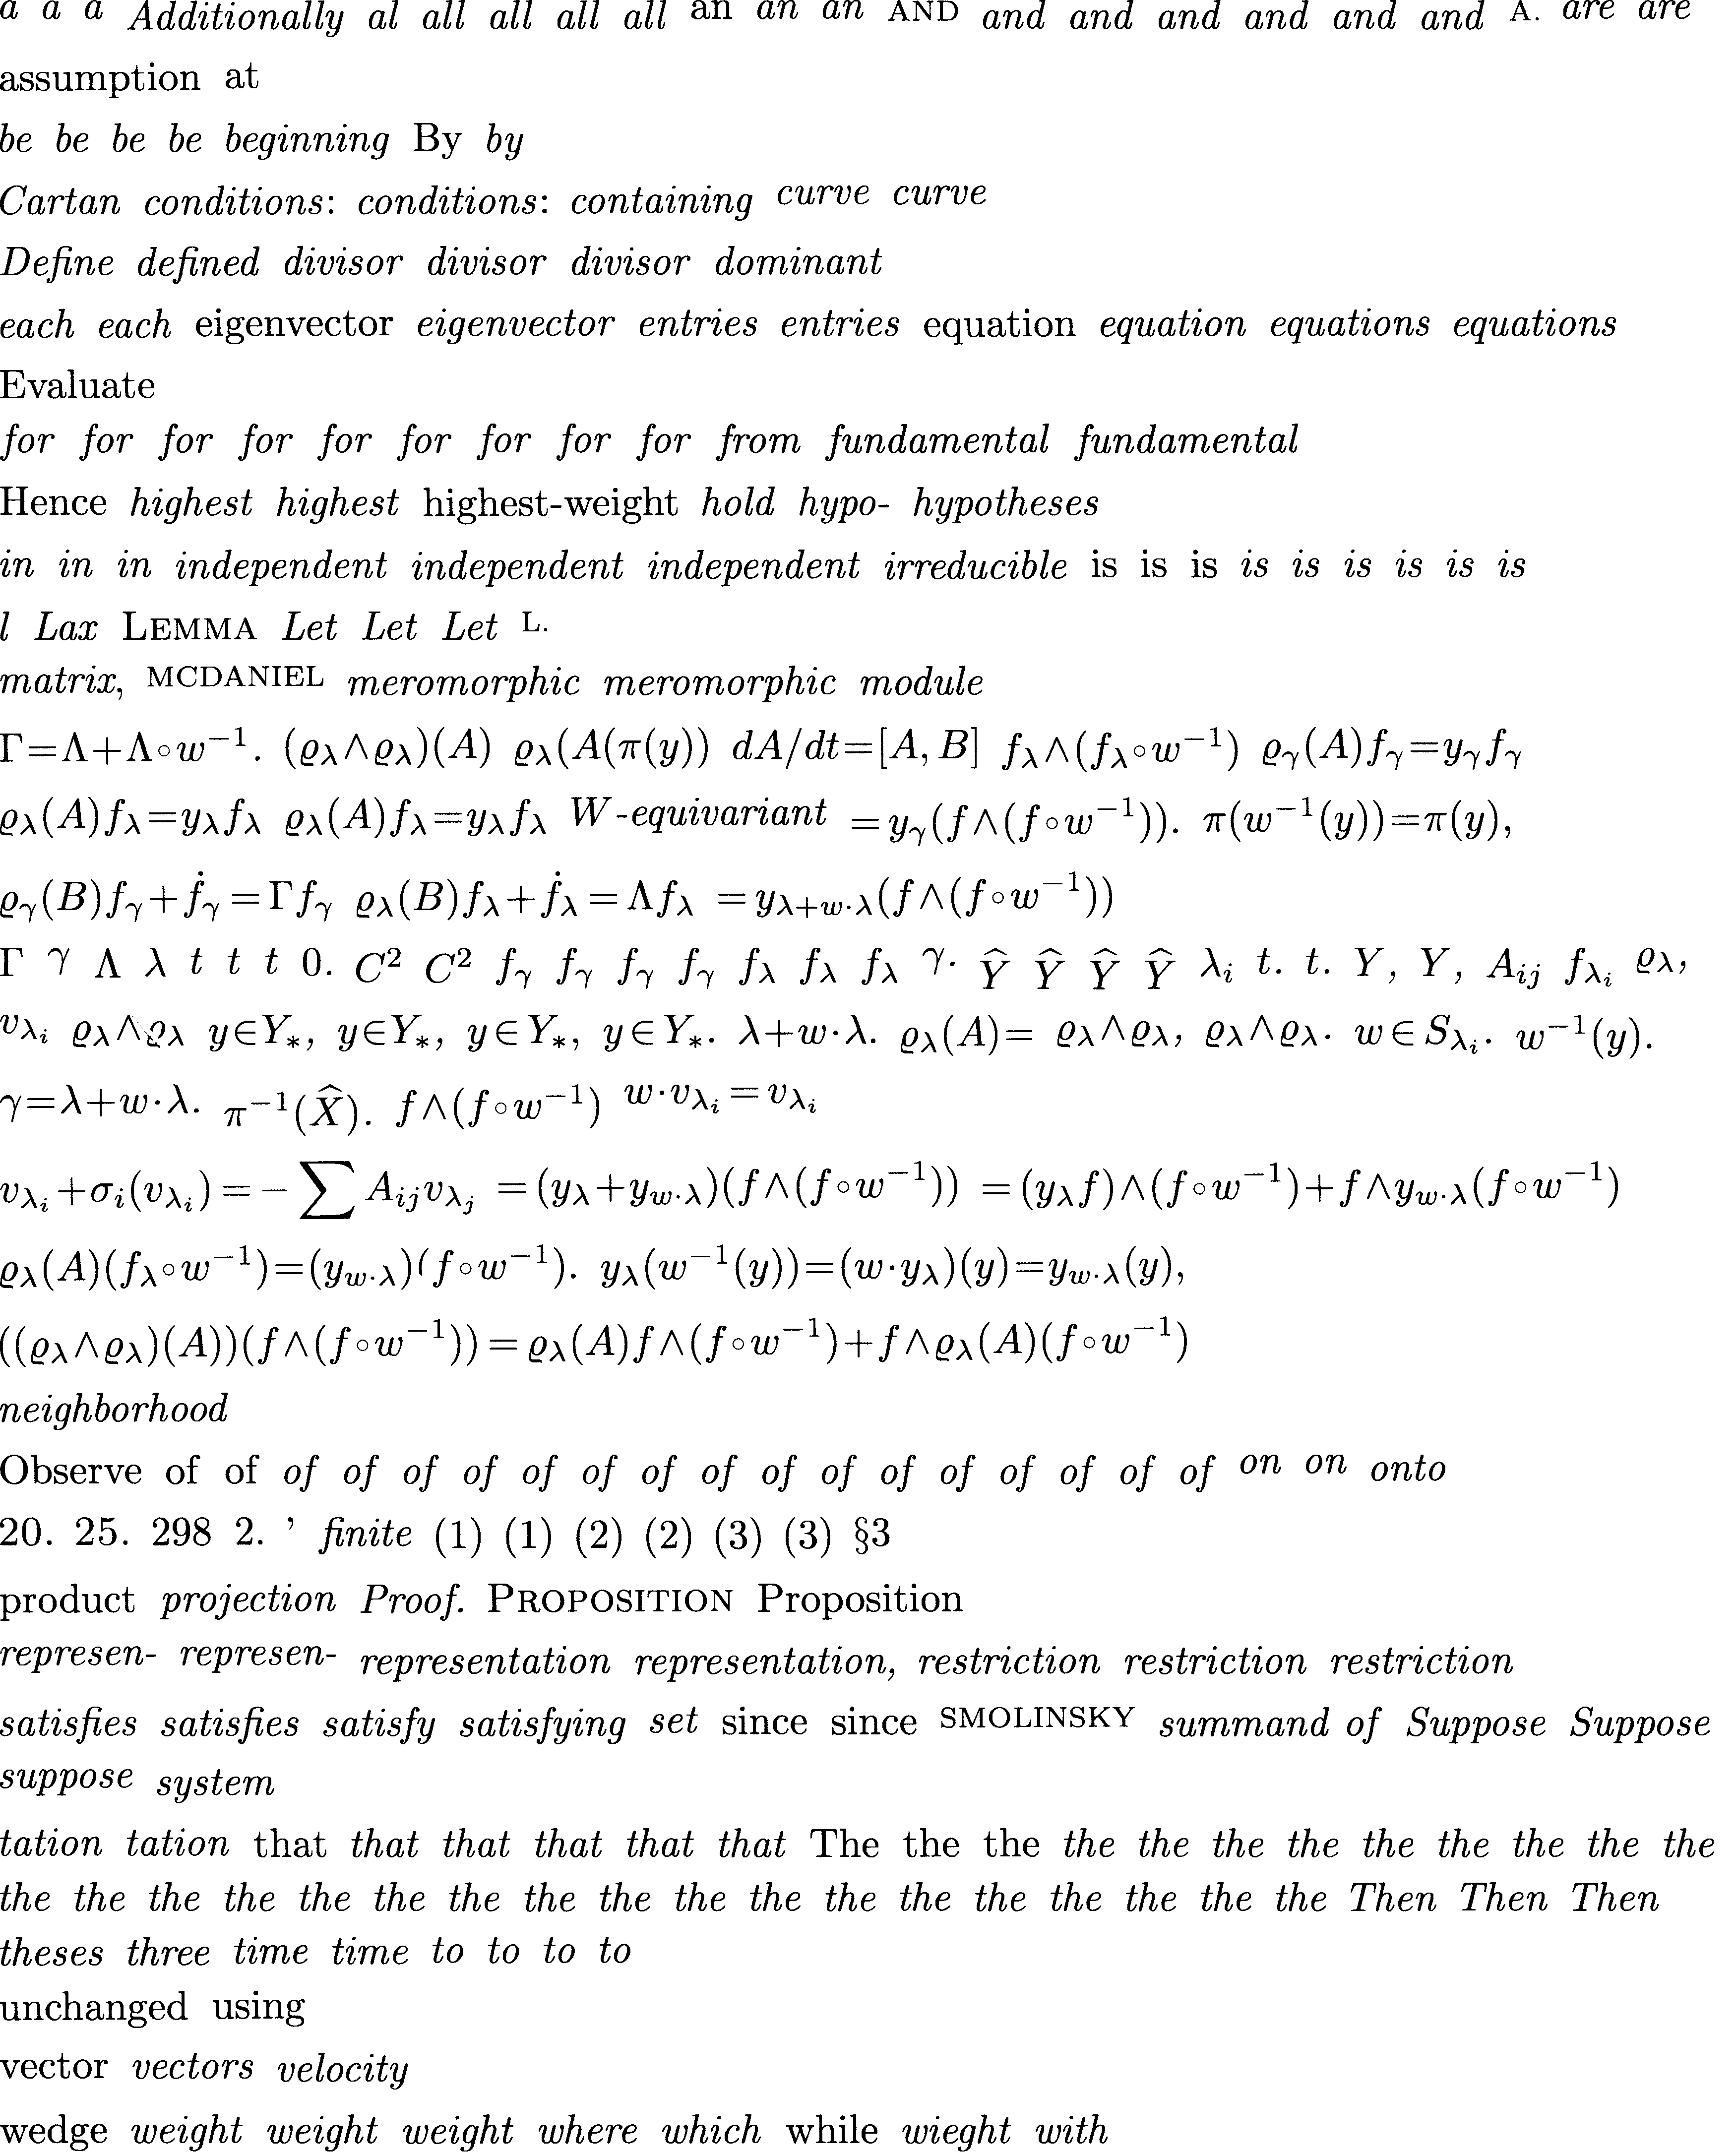 a a a Additionally al all all all all an an an AND and and and and and and A. are are
assumption at
be be be be beginning By by
Cartan conditions: conditions: containing curve curve
Define defined divisor divisor divisor dominant
each each eigenvector eigenvector entries entries equation equation equations equations
Evaluate
for for for for for for for for for from fundamental fundamental
Hence highest highest highest-weight hold hypo- hypotheses
in in in independent independent independent irreducible is is is is is is is is is
l Lax LEMMA Let Let Let L.
matrix, MCDANIEL meromorphic meromorphic module
Γ=Λ+Λ∘w⁻¹. (ϱ_λ∧ϱ_λ)(A) ϱ_λ(A(π(y)) dA/dt=[A,B] f_λ∧(f_λ∘w⁻¹) ϱ_γ(A)f_γ=y_γf_γ
ϱ_λ(A)f_λ=y_λf_λ ϱ_λ(A)f_λ=y_λf_λ W-equivariant =y_γ(f∧(f∘w⁻¹)). π(w⁻¹(y))=π(y),
ϱ_γ(B)f_γ+ḟ_γ=Γf_γ ϱ_λ(B)f_λ+ḟ_λ=Λf_λ =y_{λ+w·λ}(f∧(f∘w⁻¹))
Γ γ Λ λ t t t 0. C² C² f_γ f_γ f_γ f_γ f_λ f_λ f_λ γ. Ŷ Ŷ Ŷ Ŷ λ_i t. t. Y, Y, A_{ij} f_{λ_i} ϱ_λ,
v_{λ_i} ϱ_λ∧ϱ_λ y∈Y_*, y∈Y_*, y∈Y_*, y∈Y_*. λ+w·λ. ϱ_λ(A)= ϱ_λ∧ϱ_λ, ϱ_λ∧ϱ_λ. w∈S_{λ_i}. w⁻¹(y).
γ=λ+w·λ. π⁻¹(X̂). f∧(f∘w⁻¹) w·v_{λ_i}=v_{λ_i}
v_{λ_i}+σ_i(v_{λ_i})=−∑A_{ij}v_{λ_j} =(y_λ+y_{w·λ})(f∧(f∘w⁻¹)) =(y_λf)∧(f∘w⁻¹)+f∧y_{w·λ}(f∘w⁻¹)
ϱ_λ(A)(f_λ∘w⁻¹)=(y_{w·λ})(f∘w⁻¹). y_λ(w⁻¹(y))=(w·y_λ)(y)=y_{w·λ}(y),
((ϱ_λ∧ϱ_λ)(A))(f∧(f∘w⁻¹))=ϱ_λ(A)f∧(f∘w⁻¹)+f∧ϱ_λ(A)(f∘w⁻¹)
neighborhood
Observe of of of of of of of of of of of of of of of of of of on on onto
20. 25. 298 2. ’ finite (1) (1) (2) (2) (3) (3) §3
product projection Proof. PROPOSITION Proposition
represen- represen- representation representation, restriction restriction restriction
satisfies satisfies satisfy satisfying set since since SMOLINSKY summand of Suppose Suppose
suppose system
tation tation that that that that that that The the the the the the the the the the the the
the the the the the the the the the the the the the the the the the the Then Then Then
theses three time time to to to to
unchanged using
vector vectors velocity
wedge weight weight weight where which while wieght with